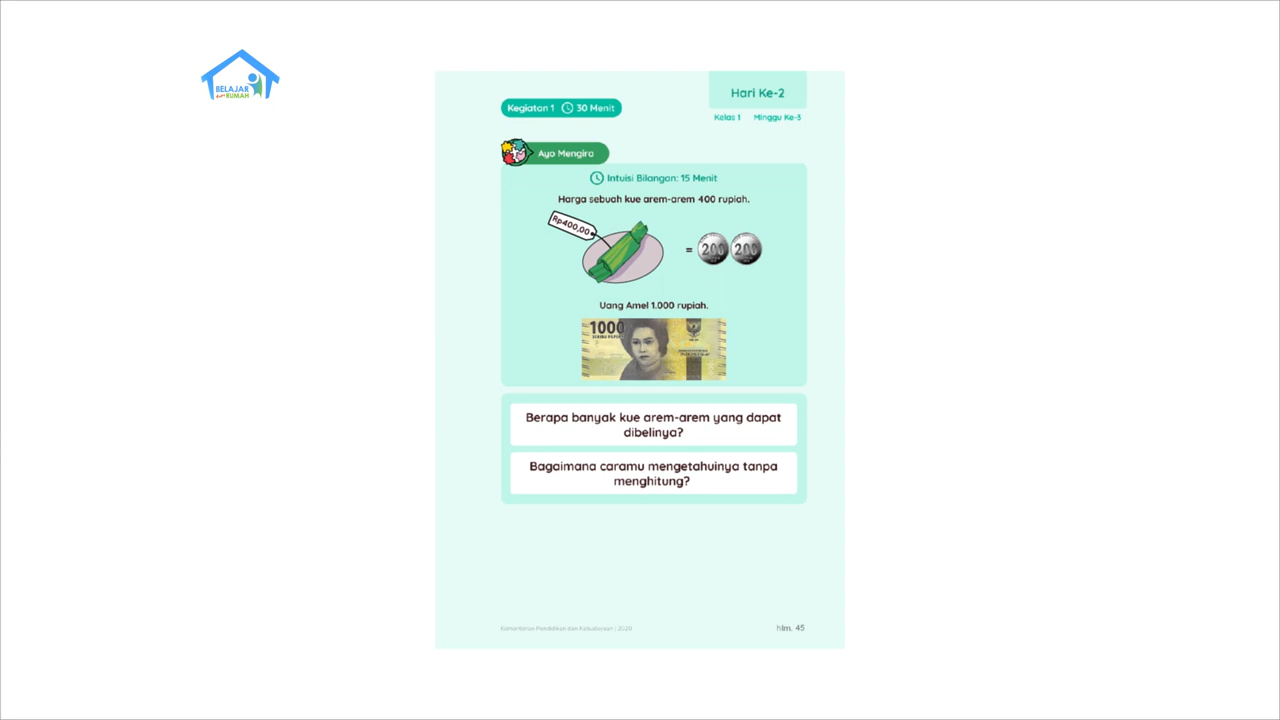 BELAJAR
dari RUMAH
Hari Ke-2
Kegiatan 1 30 Menit
Kelas 1 Minggu Ke-3
Ayo Mengira
Intuisi Bilangan: 15 Menit
Harga sebuah kue arem-arem 400 rupiah.
Rp400,00
= 200 200
Uang Amel 1.000 rupiah.
1000
Berapa banyak kue arem-arem yang dapat
dibelinya?
Bagaimana caramu mengetahuinya tanpa
menghitung?
Kementerian Pendidikan dan Kebudayaan | 2020
hlm. 45